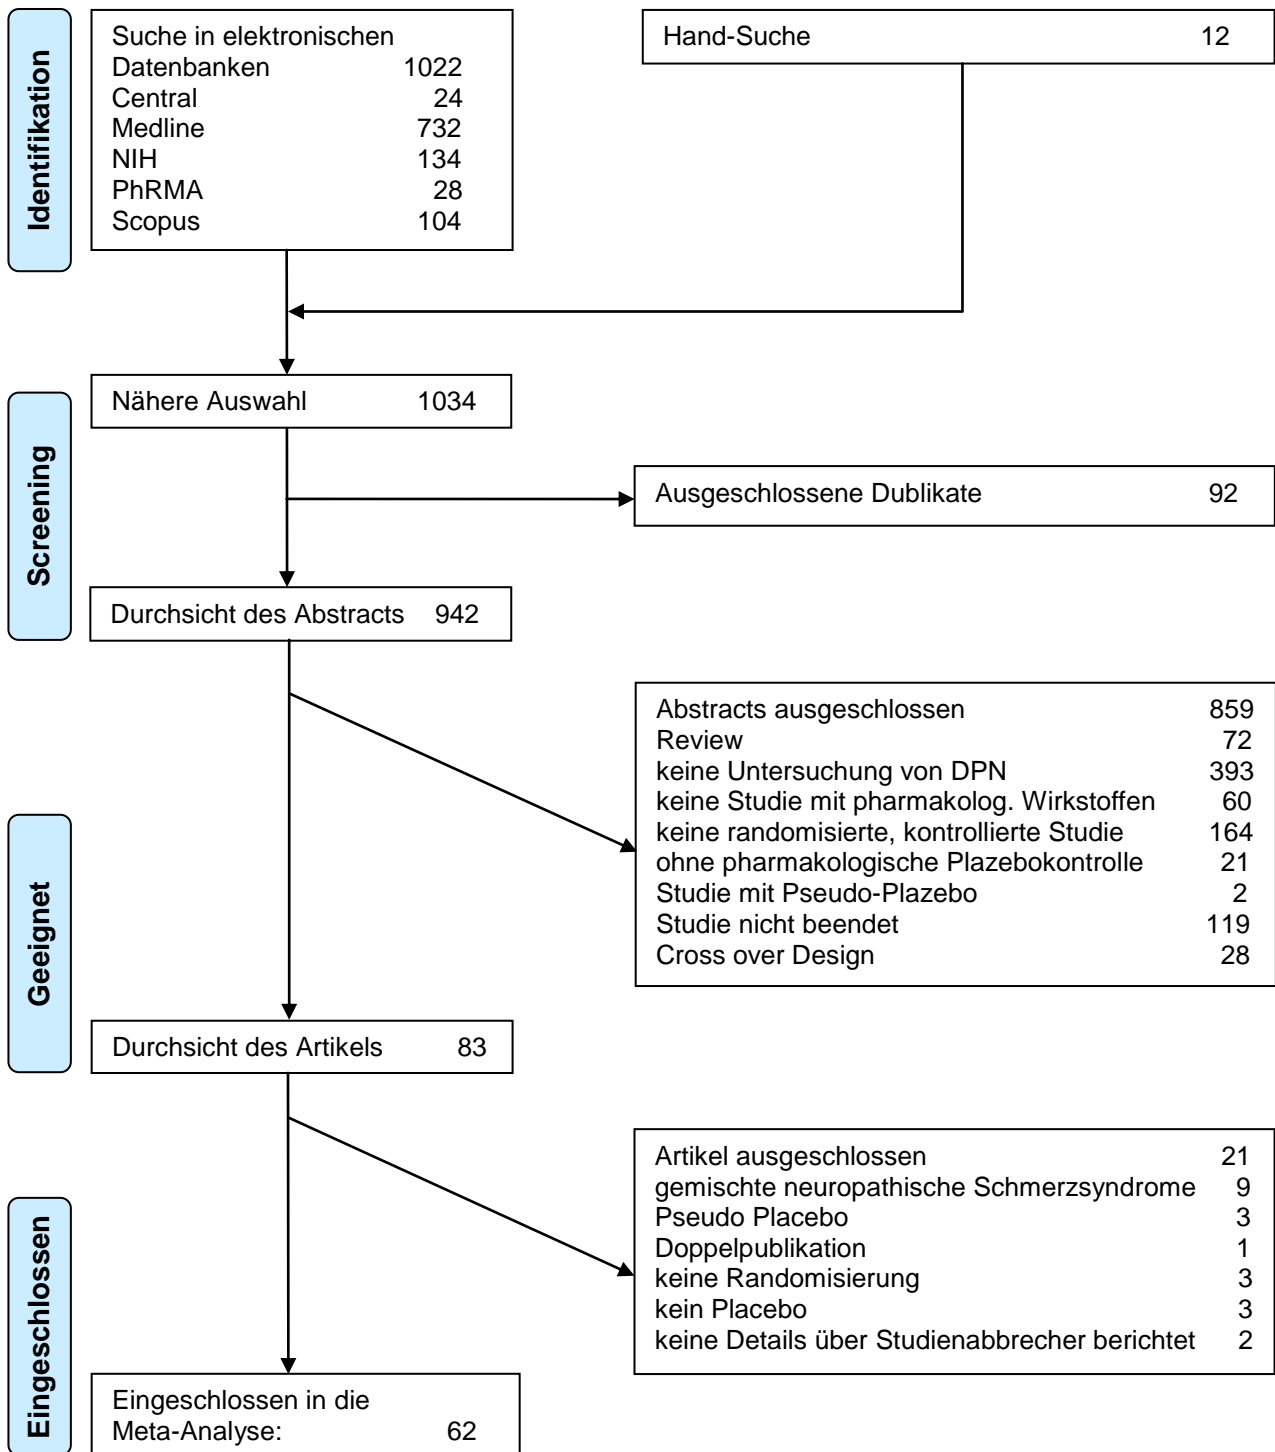 Identifikation
Suche in elektronischen
Datenbanken 1022
Central 24
Medline 732
NIH 134
PhRMA 28
Scopus 104
Hand-Suche 12
Screening
Nähere Auswahl 1034
Ausgeschlossene Dublikate 92
Durchsicht des Abstracts 942
Geeignet
Abstracts ausgeschlossen 859
Review 72
keine Untersuchung von DPN 393
keine Studie mit pharmakolog. Wirkstoffen 60
keine randomisierte, kontrollierte Studie 164
ohne pharmakologische Plazebokontrolle 21
Studie mit Pseudo-Plazebo 2
Studie nicht beendet 119
Cross over Design 28
Durchsicht des Artikels 83
Eingeschlossen
Artikel ausgeschlossen 21
gemischte neuropathische Schmerzsyndrome 9
Pseudo Placebo 3
Doppelpublikation 1
keine Randomisierung 3
kein Placebo 3
keine Details über Studienabbrecher berichtet 2
Eingeschlossen in die
Meta-Analyse: 62